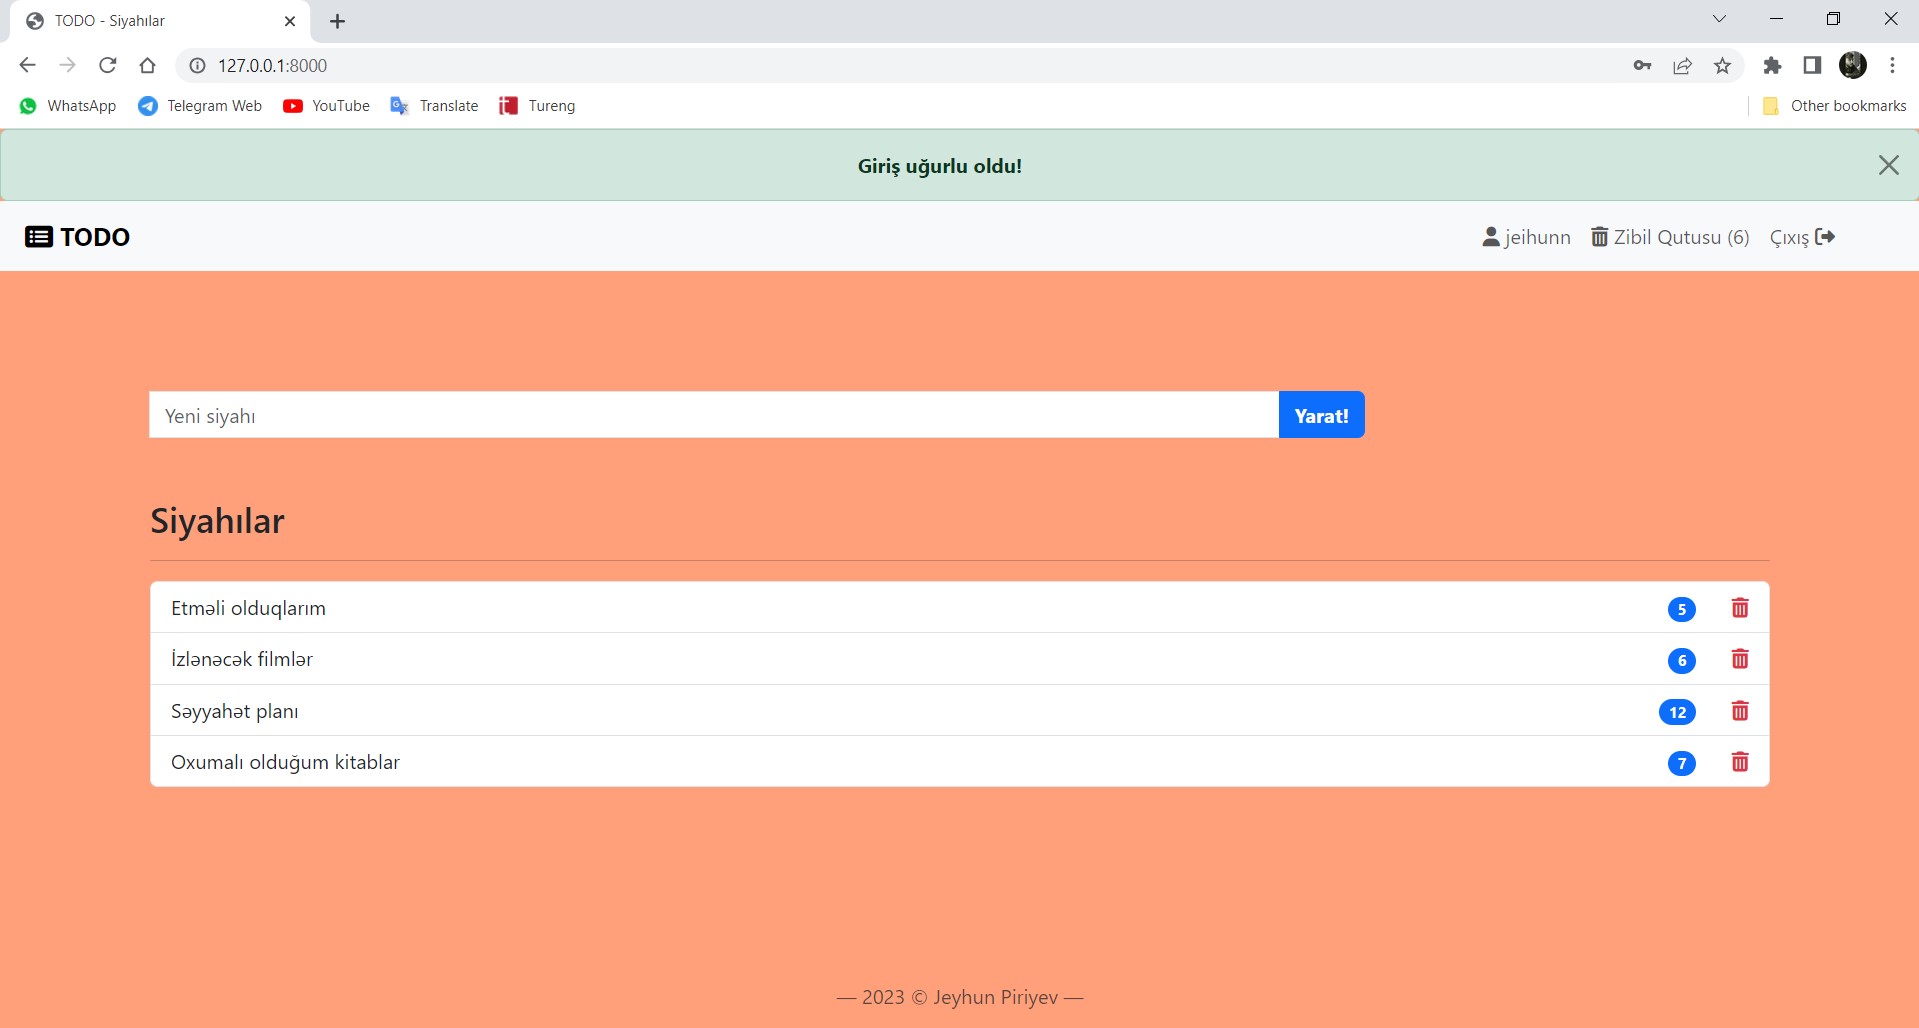 TODO - Siyahılar
127.0.0.1:8000
WhatsApp Telegram Web YouTube Translate Tureng Other bookmarks
Giriş uğurlu oldu!
TODO jeihunn Zibil Qutusu (6) Çıxış
Yeni siyahı Yarat!
Siyahılar
Etməli olduqlarım 5
İzlənəcək filmlər 6
Səyyahət planı 12
Oxumalı olduğum kitablar 7
— 2023 © Jeyhun Piriyev —